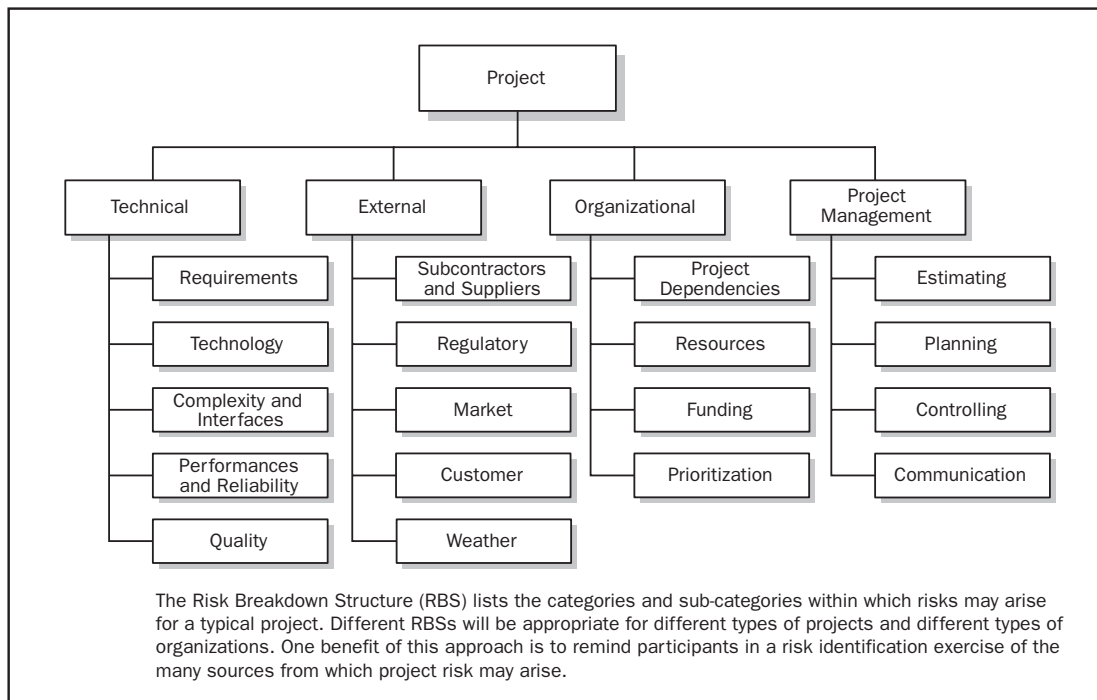 Project
Technical
External
Organizational
Project
Management
Requirements
Technology
Complexity and
Interfaces
Performances
and Reliability
Quality
Subcontractors
and Suppliers
Regulatory
Market
Customer
Weather
Project
Dependencies
Resources
Funding
Prioritization
Estimating
Planning
Controlling
Communication
The Risk Breakdown Structure (RBS) lists the categories and sub-categories within which risks may arise
for a typical project. Different RBSs will be appropriate for different types of projects and different types of
organizations. One benefit of this approach is to remind participants in a risk identification exercise of the
many sources from which project risk may arise.